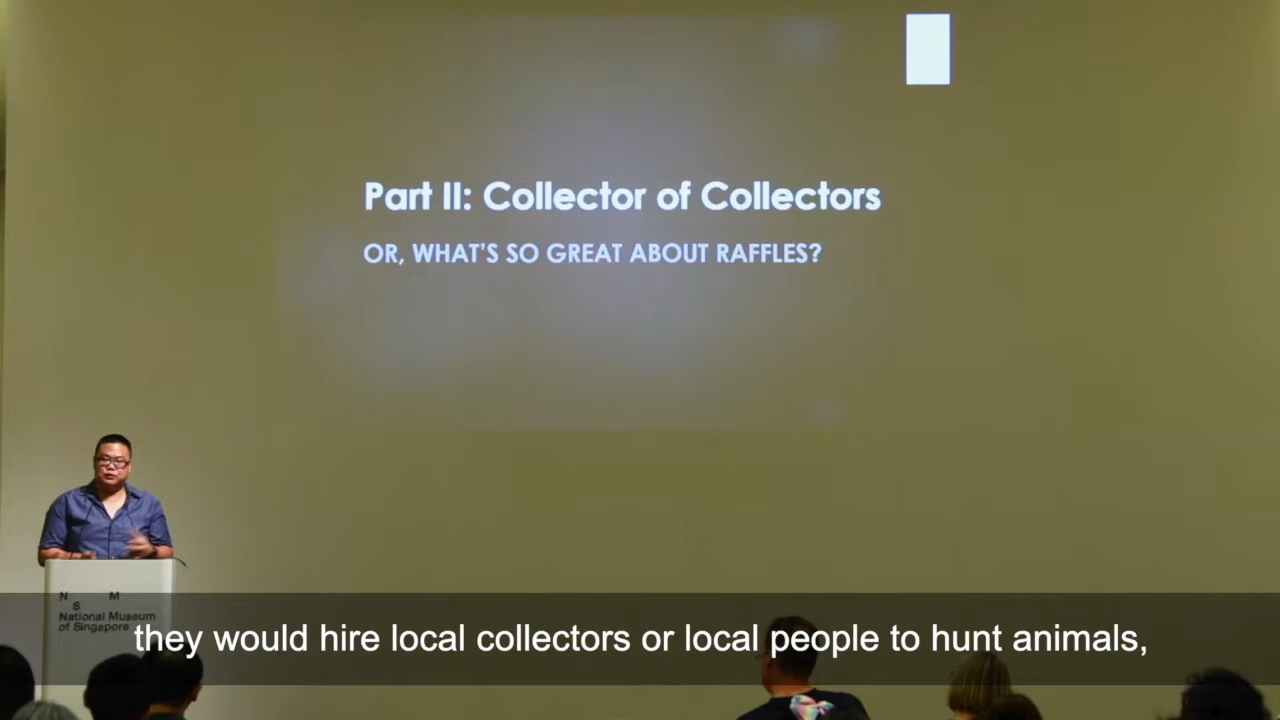 Part II: Collector of Collectors
OR, WHAT'S SO GREAT ABOUT RAFFLES?
N M
S
National Museum
of Singapore
they would hire local collectors or local people to hunt animals,